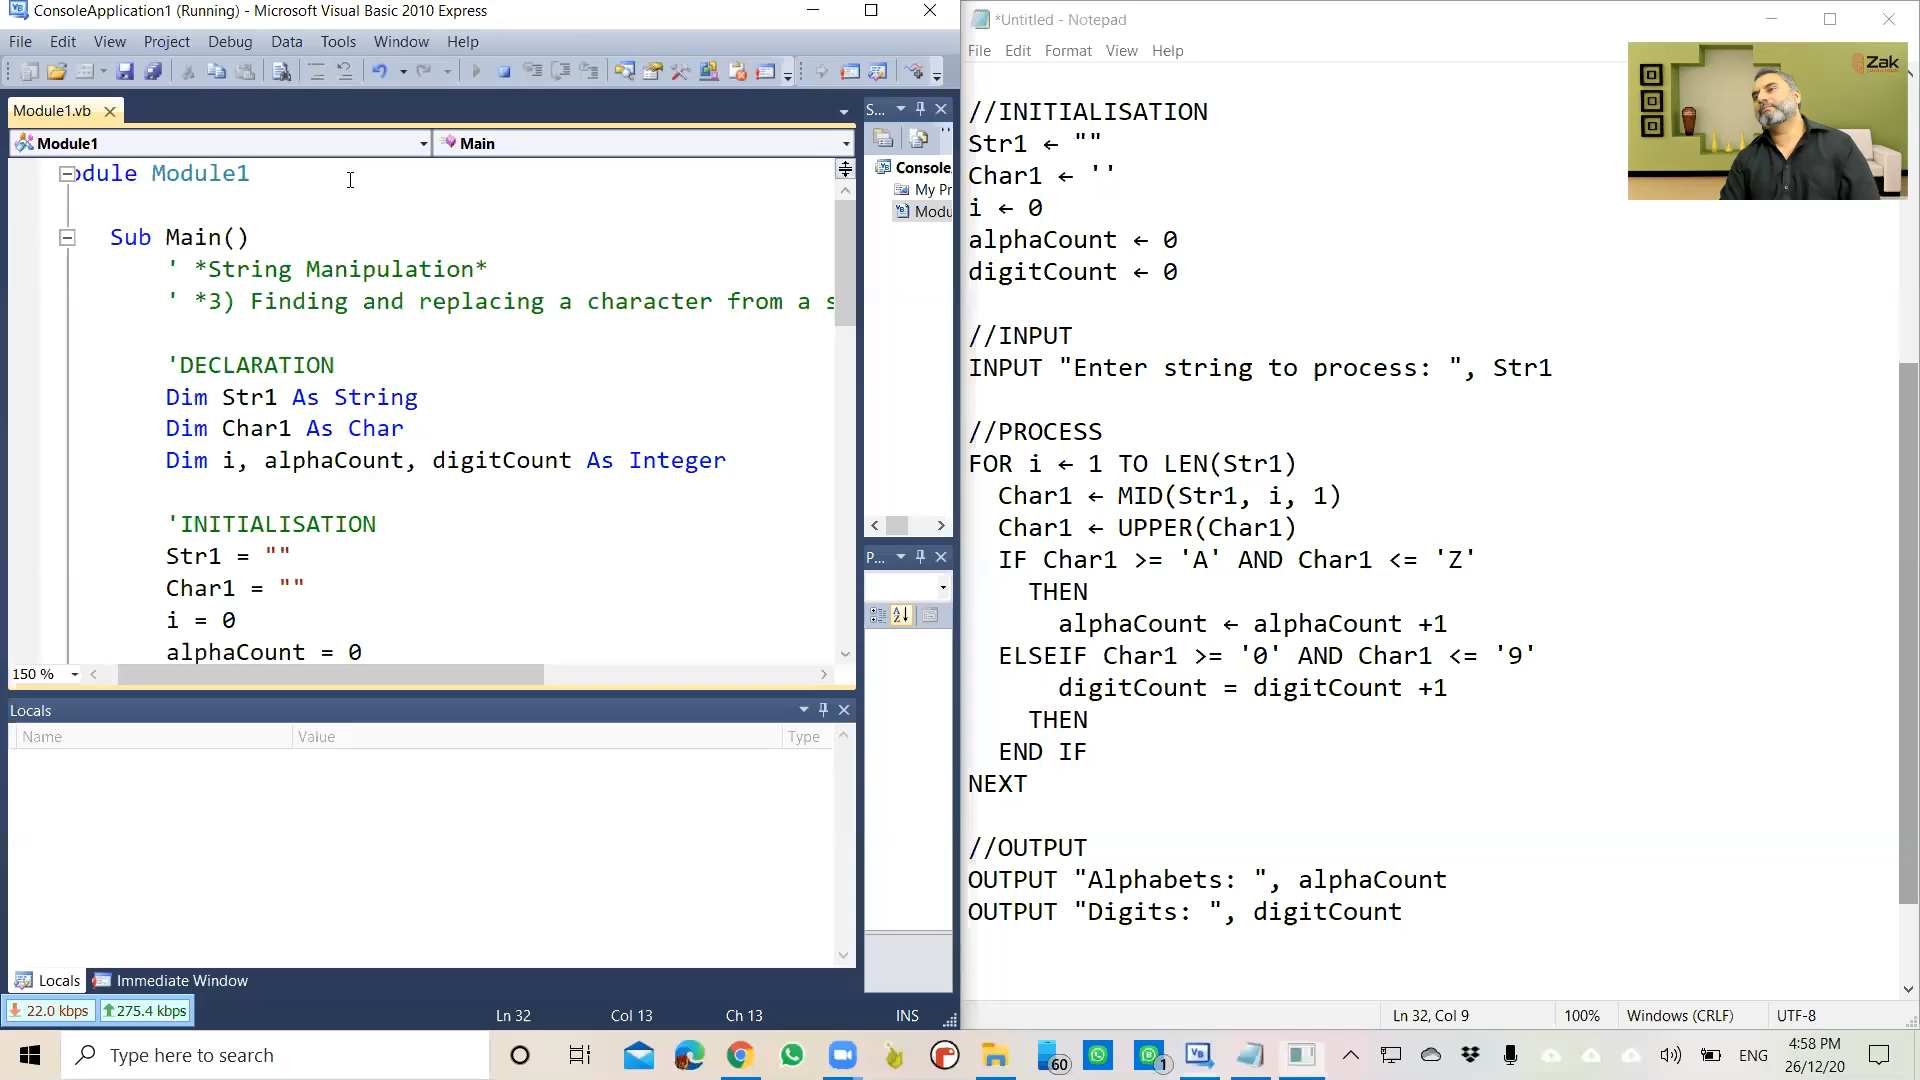 ConsoleApplication1 (Running) - Microsoft Visual Basic 2010 Express
File Edit View Project Debug Data Tools Window Help
Module1.vb
Module1
Main
odule Module1
Sub Main()
' *String Manipulation*
' *3) Finding and replacing a character from a s
'DECLARATION
Dim Str1 As String
Dim Char1 As Char
Dim i, alphaCount, digitCount As Integer
'INITIALISATION
Str1 = ""
Char1 = ""
i = 0
alphaCount = 0
150 %
S...
Console
My Pr
Modu
P...
Locals
Name Value Type
Locals Immediate Window
22.0 kbps 275.4 kbps
Ln 32 Col 13 Ch 13 INS
*Untitled - Notepad
File Edit Format View Help
//INITIALISATION
Str1 ← ""
Char1 ← ''
i ← 0
alphaCount ← 0
digitCount ← 0
//INPUT
INPUT "Enter string to process: ", Str1
//PROCESS
FOR i ← 1 TO LEN(Str1)
Char1 ← MID(Str1, i, 1)
Char1 ← UPPER(Char1)
IF Char1 >= 'A' AND Char1 <= 'Z'
THEN
alphaCount ← alphaCount +1
ELSEIF Char1 >= '0' AND Char1 <= '9'
digitCount = digitCount +1
THEN
END IF
NEXT
//OUTPUT
OUTPUT "Alphabets: ", alphaCount
OUTPUT "Digits: ", digitCount
Ln 32, Col 9 100% Windows (CRLF) UTF-8
Zak
Type here to search
60
1
ENG
4:58 PM
26/12/20